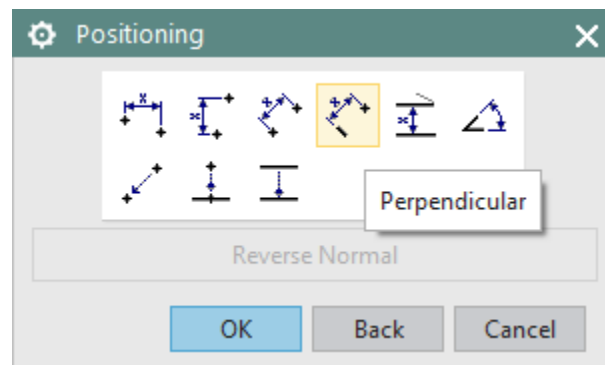 Positioning
Perpendicular
Reverse Normal
OK
Back
Cancel